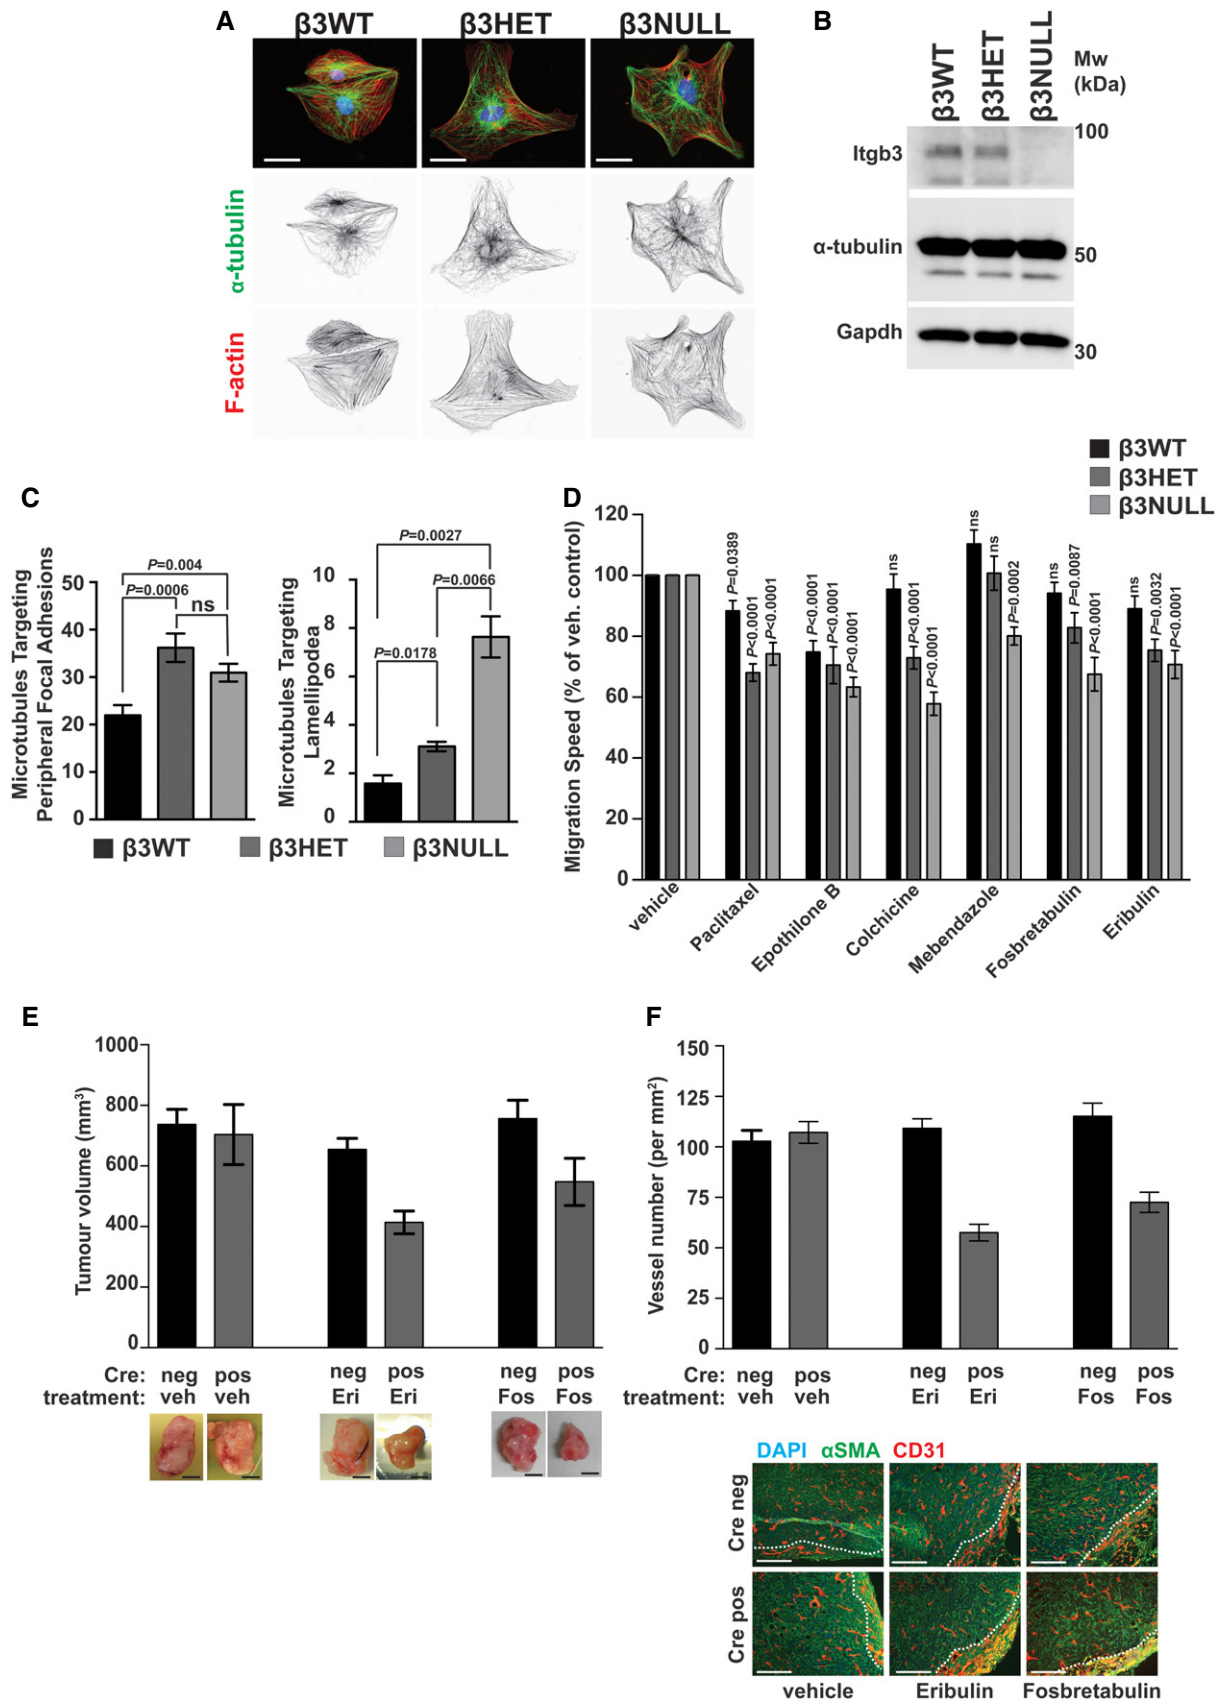 A
β3WT β3HET β3NULL
α-tubulin
F-actin
B
β3WT
β3HET
β3NULL
Mw
(kDa)
Itgb3
100
α-tubulin
50
Gapdh
30
C
Microtubules Targeting
Peripheral Focal Adhesions
50
40
30
20
10
0
P=0.004
P=0.0006
ns
Microtubules Targeting
Lamellipodea
10
8
6
4
2
0
P=0.0027
P=0.0066
P=0.0178
β3WT β3HET β3NULL
D
β3WT
β3HET
β3NULL
Migration Speed (% of veh. control)
120
100
80
60
40
20
0
P=0.0389
P<0.0001
P<0.0001
P<0.0001
P<0.0001
P<0.0001
ns
P<0.0001
P<0.0001
ns
ns
P=0.0002
ns
P=0.0087
P<0.0001
ns
P=0.0032
P<0.0001
vehicle
Paclitaxel
Epothilone B
Colchicine
Mebendazole
Fosbretabulin
Eribulin
E
Tumour volume (mm³)
1000
800
600
400
200
0
Cre: neg pos neg pos neg pos
treatment: veh veh Eri Eri Fos Fos
F
Vessel number (per mm²)
150
125
100
75
50
25
0
Cre: neg pos neg pos neg pos
treatment: veh veh Eri Eri Fos Fos
DAPI αSMA CD31
Cre neg
Cre pos
vehicle Eribulin Fosbretabulin